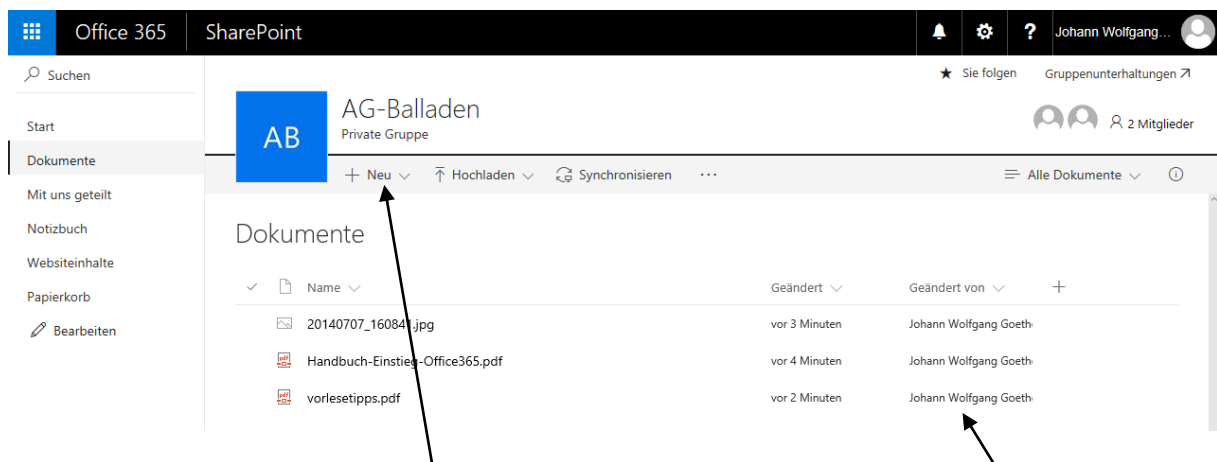 Office 365 SharePoint ? Johann Wolfgang...
Suchen
★ Sie folgen Gruppenunterhaltungen
AB
AG-Balladen
Private Gruppe
2 Mitglieder
Start
Dokumente
Mit uns geteilt
Notizbuch
Websiteinhalte
Papierkorb
Bearbeiten
+ Neu Hochladen Synchronisieren ...
Alle Dokumente
Dokumente
Name Geändert Geändert von +
20140707_160841.jpg vor 3 Minuten Johann Wolfgang Goeth
Handbuch-Einstieg-Office365.pdf vor 4 Minuten Johann Wolfgang Goeth
vorlesetipps.pdf vor 2 Minuten Johann Wolfgang Goeth